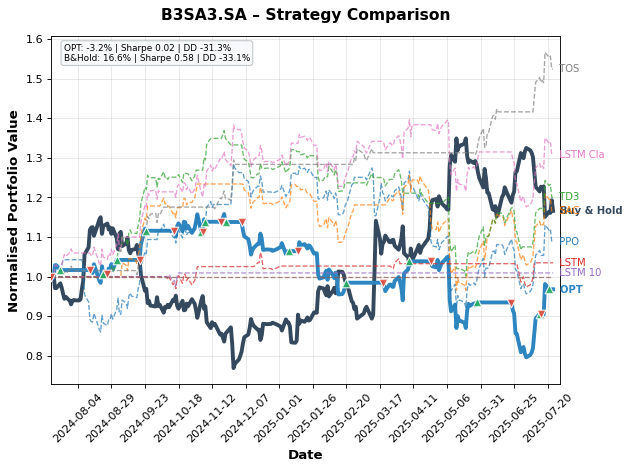 B3SA3.SA – Strategy Comparison
OPT: -3.2% | Sharpe 0.02 | DD -31.3%
B&Hold: 16.6% | Sharpe 0.58 | DD -33.1%
Normalised Portfolio Value
1.6
1.5
1.4
1.3
1.2
1.1
1.0
0.9
0.8
TOS
LSTM Cla
TD3
Buy & Hold
PPO
LSTM
LSTM 10
OPT
2024-08-04
2024-08-29
2024-09-23
2024-10-18
2024-11-12
2024-12-07
2025-01-01
2025-01-26
2025-02-20
2025-03-17
2025-04-11
2025-05-06
2025-05-31
2025-06-25
2025-07-20
Date